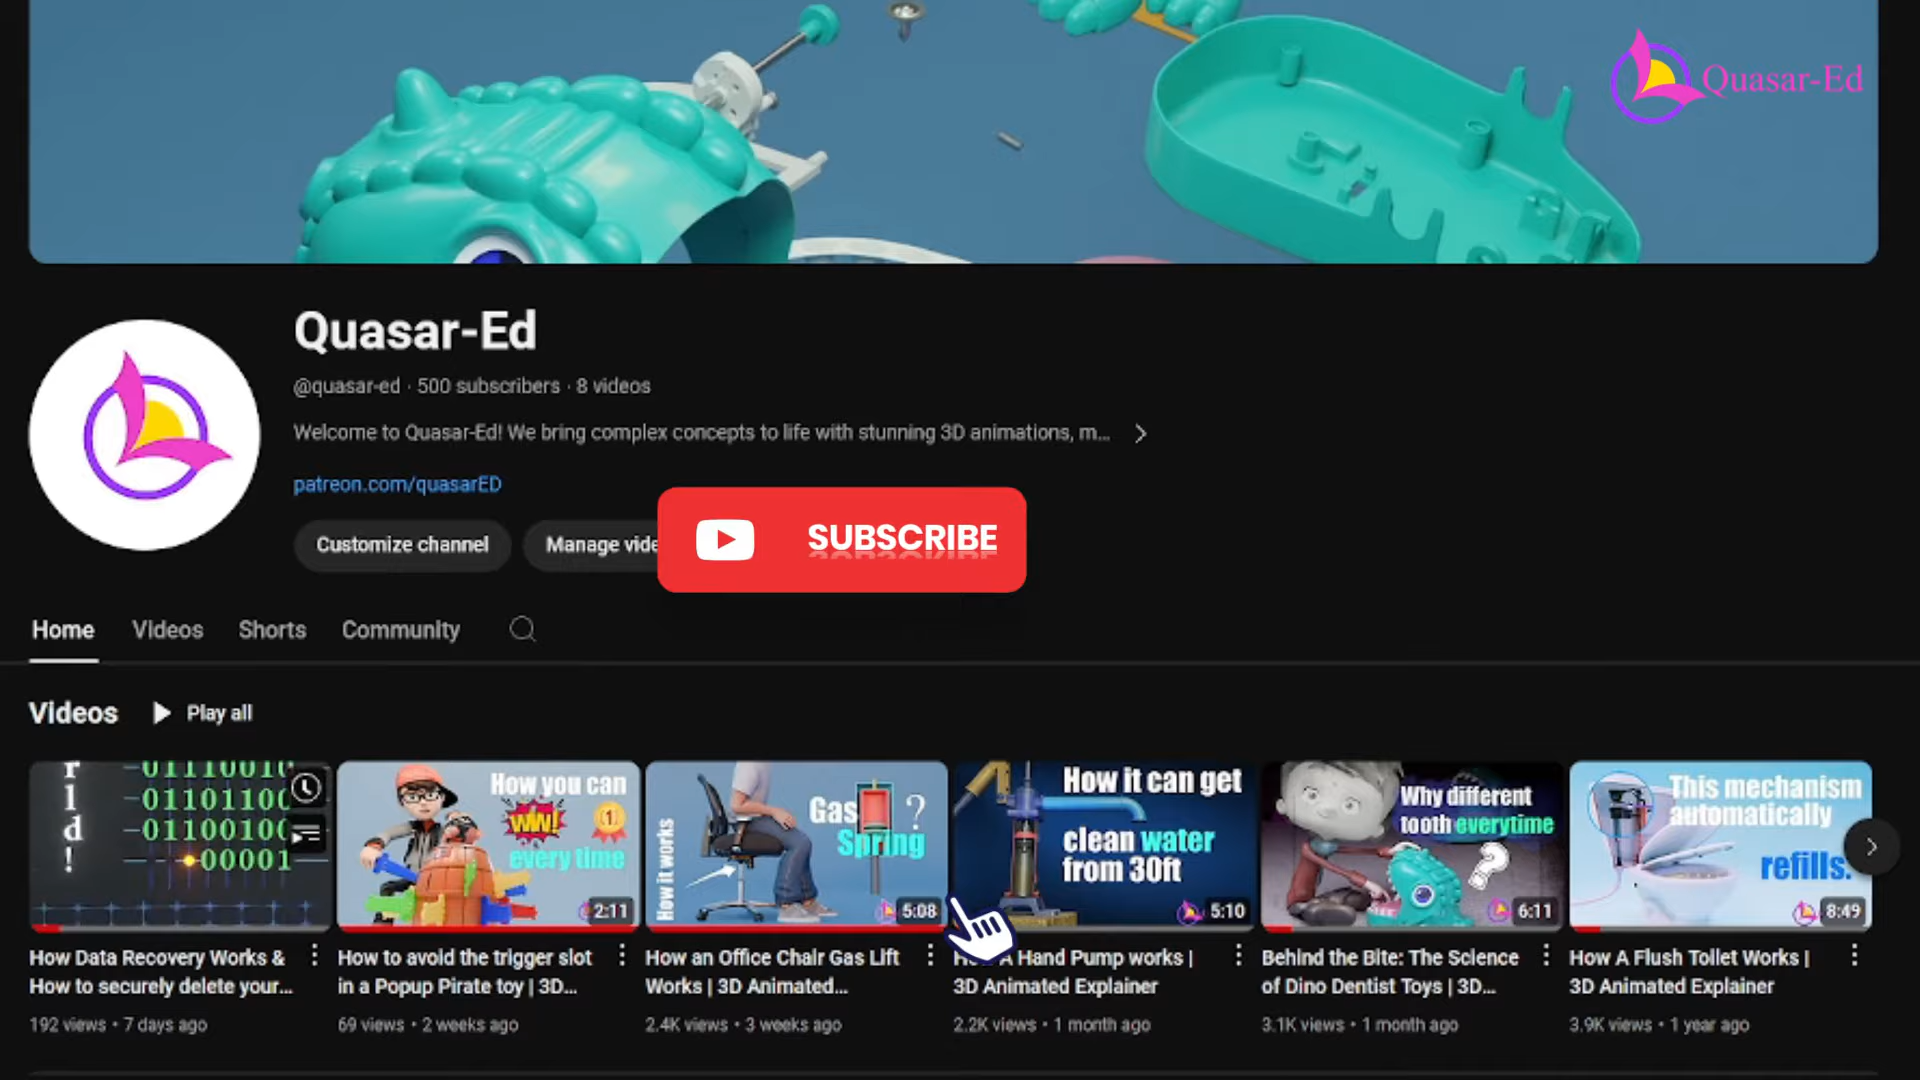 Quasar-Ed
Quasar-Ed
@quasar-ed · 500 subscribers · 8 videos
Welcome to Quasar-Ed! We bring complex concepts to life with stunning 3D animations, m...
patreon.com/quasarED
Customize channel
Manage vide
SUBSCRIBE
Home
Videos
Shorts
Community
Videos
Play all
r
l
d
!
01101100
01100100
00001
How you can
WIN!
every time
1
2:11
How it works
Gas
Spring
?
5:08
How it can get
clean water
from 30ft
5:10
Why different
tooth everytime
?
6:11
This mechanism
automatically
refills.
8:49
How Data Recovery Works &
How to securely delete your...
192 views • 7 days ago
How to avoid the trigger slot
in a Popup Pirate toy | 3D...
69 views • 2 weeks ago
How an Office Chair Gas Lift
Works | 3D Animated...
2.4K views • 3 weeks ago
A Hand Pump works |
3D Animated Explainer
2.2K views • 1 month ago
Behind the Bite: The Science
of Dino Dentist Toys | 3D...
3.1K views • 1 month ago
How A Flush Toilet Works |
3D Animated Explainer
3.9K views • 1 year ago